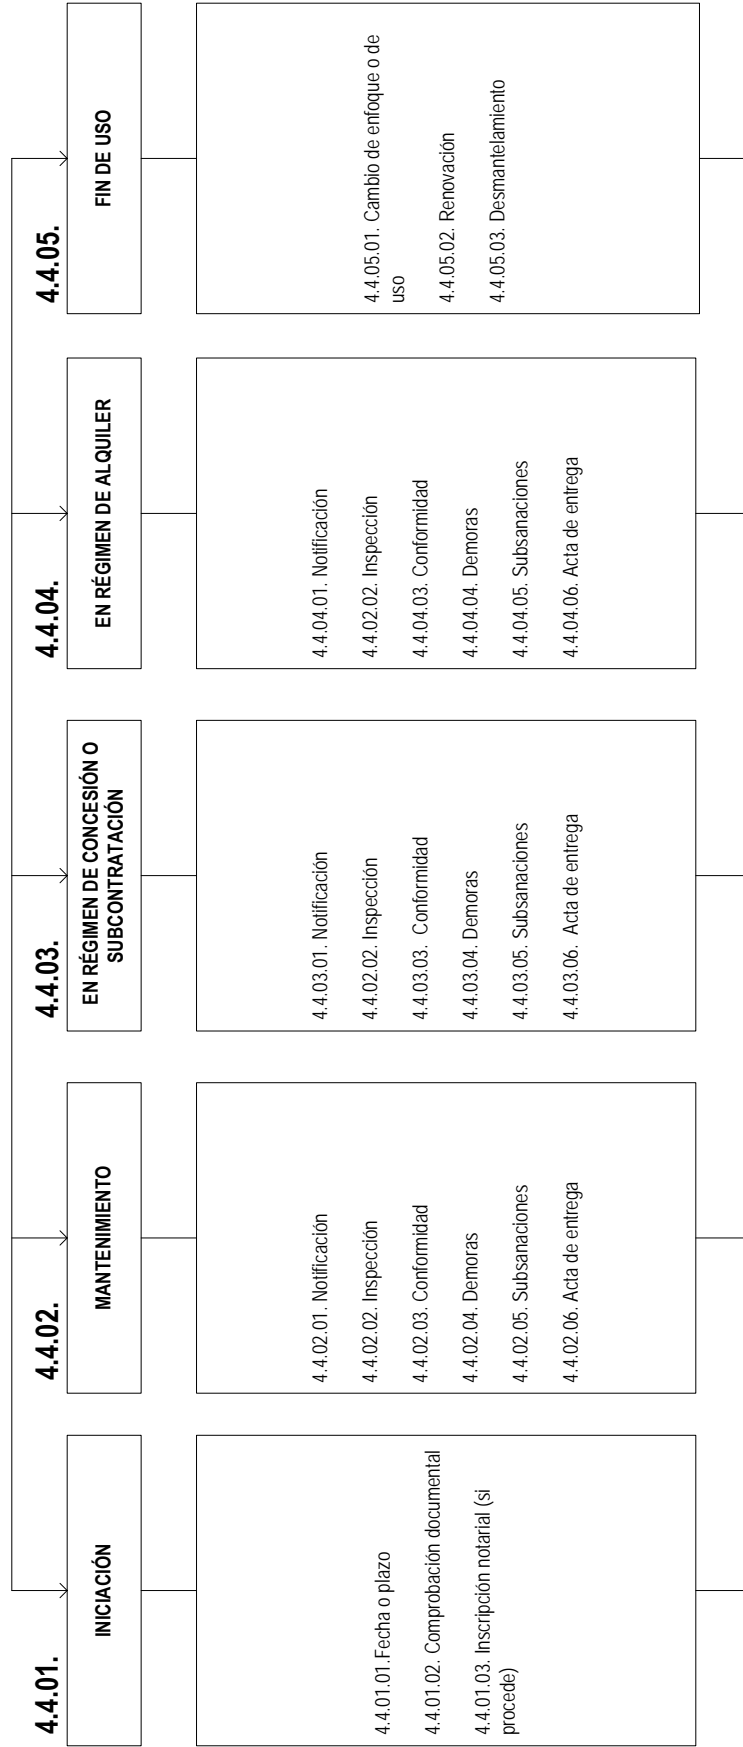 4.4.01.
INICIACIÓN
4.4.01.01.Fecha o plazo
4.4.01.02. Comprobación documental
4.4.01.03. Inscripción notarial (si
procede)
4.4.02.
MANTENIMIENTO
4.4.02.01. Notificación
4.4.02.02. Inspección
4.4.02.03. Conformidad
4.4.02.04. Demoras
4.4.02.05. Subsanaciones
4.4.02.06. Acta de entrega
4.4.03.
EN RÉGIMEN DE CONCESIÓN O
SUBCONTRATACIÓN
4.4.03.01. Notificación
4.4.02.02. Inspección
4.4.03.03. Conformidad
4.4.03.04. Demoras
4.4.03.05. Subsanaciones
4.4.03.06. Acta de entrega
4.4.04.
EN RÉGIMEN DE ALQUILER
4.4.04.01. Notificación
4.4.02.02. Inspección
4.4.04.03. Conformidad
4.4.04.04. Demoras
4.4.04.05. Subsanaciones
4.4.04.06. Acta de entrega
4.4.05.
FIN DE USO
4.4.05.01. Cambio de enfoque o de
uso
4.4.05.02. Renovación
4.4.05.03. Desmantelamiento